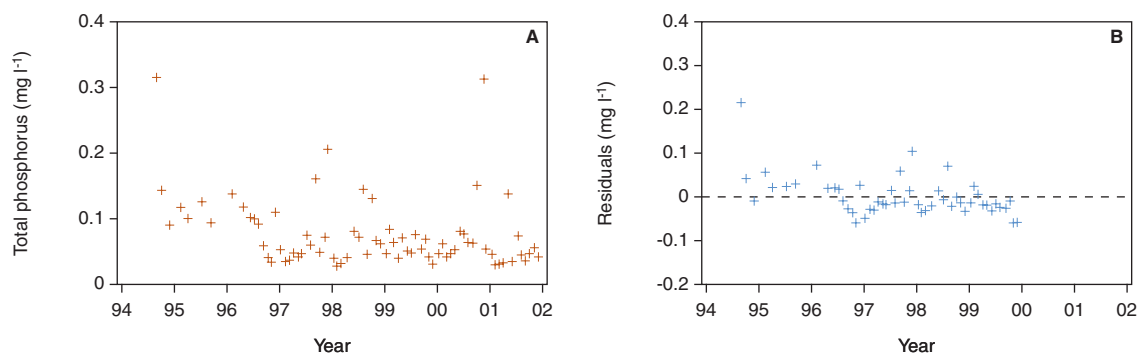 A
Total phosphorus (mg l-1)
0.4
0.3
0.2
0.1
0
94 95 96 97 98 99 00 01 02
Year
B
Residuals (mg l-1)
0.4
0.3
0.2
0.1
0
-0.1
-0.2
94 95 96 97 98 99 00 01 02
Year